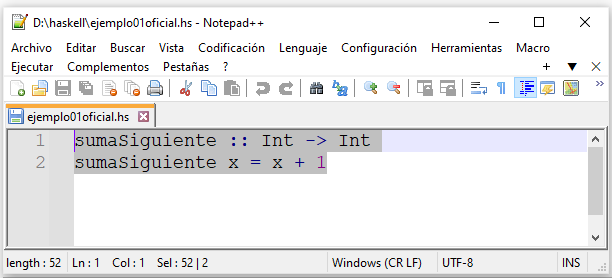 D:\haskell\ejemplo01oficial.hs - Notepad++
Archivo Editar Buscar Vista Codificación Lenguaje Configuración Herramientas Macro
Ejecutar Complementos Pestañas ? + ▼ X
ejemplo01oficial.hs
1 sumaSiguiente :: Int -> Int
2 sumaSiguiente x = x + 1
length : 52 Ln : 1 Col : 1 Sel : 52 | 2 Windows (CR LF) UTF-8 INS